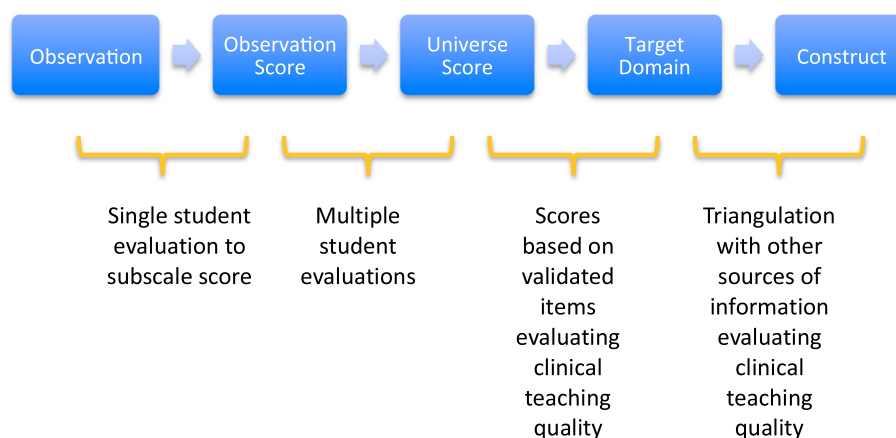 Observation
Observation
Score
Universe
Score
Target
Domain
Construct
Single student
evaluation to
subscale score
Multiple
student
evaluations
Scores
based on
validated
items
evaluating
clinical
teaching
quality
Triangulation
with other
sources of
information
evaluating
clinical
teaching
quality